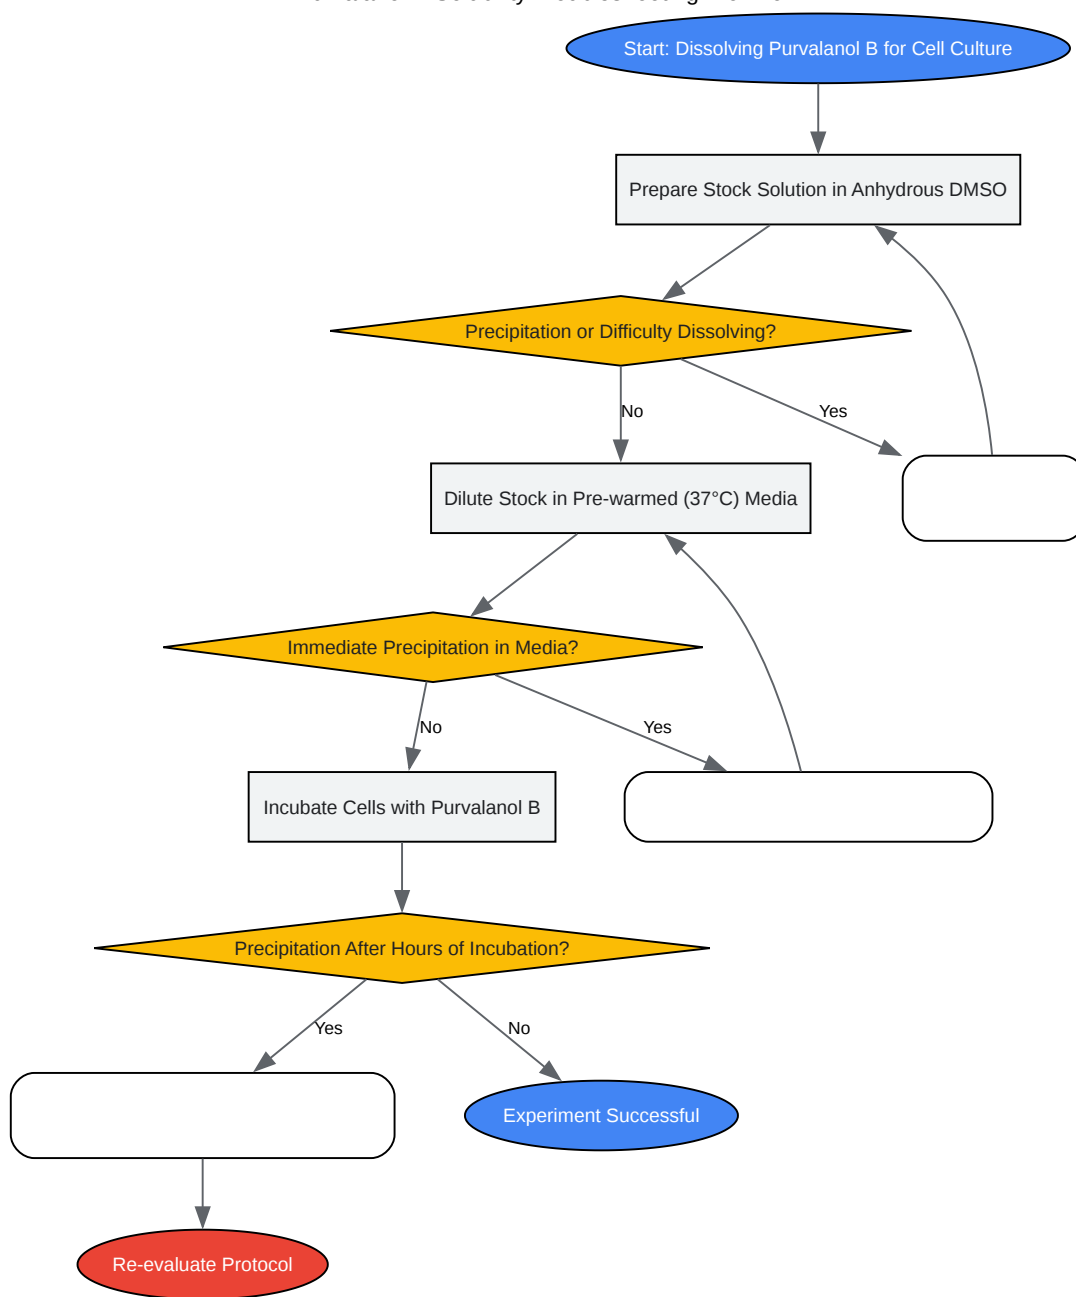 Start: Dissolving Purvalanol B for Cell Culture
Prepare Stock Solution in Anhydrous DMSO
Precipitation or Difficulty Dissolving?
No
Yes
Dilute Stock in Pre-warmed (37°C) Media
Immediate Precipitation in Media?
No
Yes
Incubate Cells with Purvalanol B
Precipitation After Hours of Incubation?
Yes
No
Experiment Successful
Re-evaluate Protocol